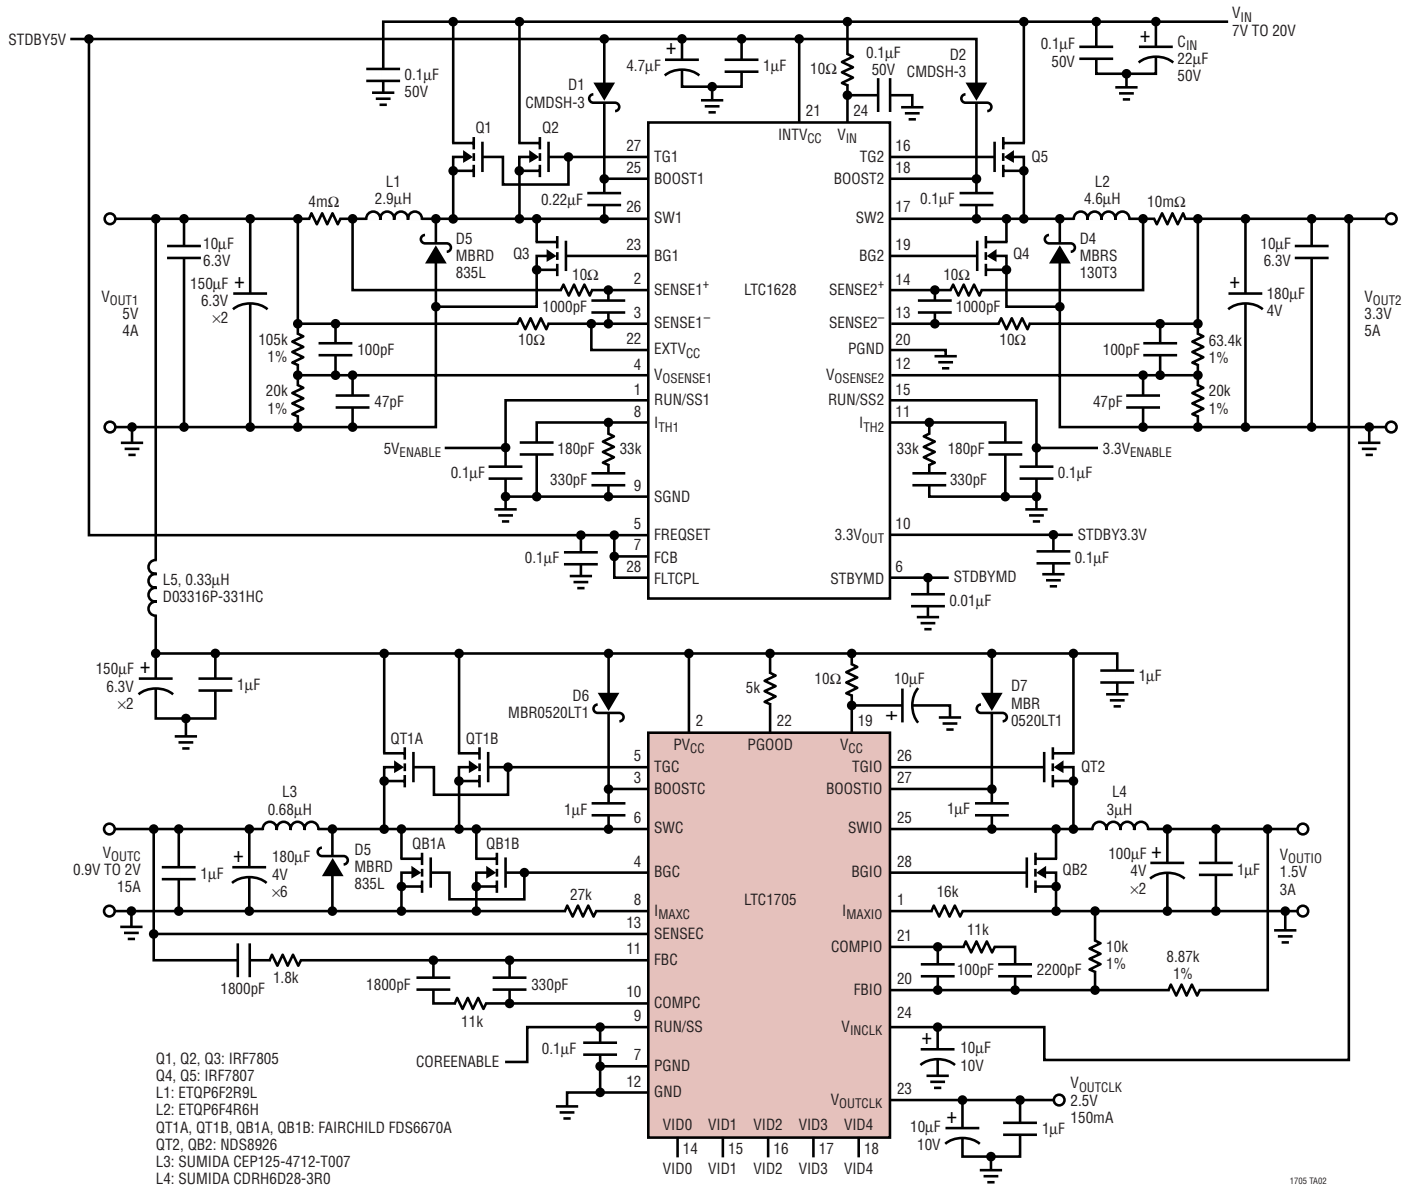 STDBY5V
V_IN
7V TO 20V
0.1µF
50V
4.7µF
1µF
10Ω
0.1µF
50V
D2
CMDSH-3
0.1µF
50V
C_IN
22µF
50V
D1
CMDSH-3
21
24
INTV_CC
V_IN
Q1
Q2
27
TG1
TG2
16
Q5
25
BOOST1
BOOST2
18
0.22µF
0.1µF
L1
2.9µH
4mΩ
26
SW1
SW2
17
L2
4.6µH
10mΩ
10µF
6.3V
150µF
6.3V
×2
D5
MBRD
835L
Q3
23
BG1
BG2
19
Q4
D4
MBRS
130T3
10µF
6.3V
10Ω
2
SENSE1+
LTC1628
SENSE2+
14
10Ω
1000pF
1000pF
180µF
4V
V_OUT1
5V
4A
V_OUT2
3.3V
5A
3
SENSE1−
SENSE2−
13
10Ω
10Ω
105k
1%
100pF
22
EXTV_CC
PGND
20
100pF
63.4k
1%
4
V_OSENSE1
V_OSENSE2
12
20k
1%
47pF
1
RUN/SS1
RUN/SS2
15
47pF
20k
1%
8
I_TH1
I_TH2
11
5V_ENABLE
180pF
33k
33k
180pF
3.3V_ENABLE
0.1µF
330pF
330pF
0.1µF
9
SGND
5
FREQSET
3.3V_OUT
10
STDBY3.3V
0.1µF
7
FCB
0.1µF
28
FLTCPL
STBYMD
6
STDBYMD
0.01µF
L5, 0.33µH
D03316P-331HC
150µF
6.3V
×2
1µF
D6
MBR0520LT1
5k
10Ω
10µF
D7
MBR
0520LT1
1µF
2
22
19
PV_CC
PGOOD
V_CC
QT1A
QT1B
5
TGC
TGIO
26
QT2
3
BOOSTC
BOOSTIO
27
1µF
1µF
L3
0.68µH
6
SWC
SWIO
25
L4
3µH
V_OUTC
0.9V TO 2V
15A
1µF
180µF
4V
×6
D5
MBRD
835L
QB1A
QB1B
4
BGC
BGIO
28
QB2
100µF
4V
×2
1µF
V_OUTIO
1.5V
3A
27k
8
I_MAXC
LTC1705
I_MAXIO
1
16k
13
SENSEC
COMPIO
21
11k
10k
1%
8.87k
1%
11
FBC
100pF
2200pF
1800pF
1.8k
1800pF
330pF
FBIO
20
11k
10
COMPC
9
RUN/SS
V_INCLK
24
COREENABLE
0.1µF
10µF
10V
7
PGND
12
GND
V_OUTCLK
23
V_OUTCLK
2.5V
150mA
10µF
10V
1µF
VID0
VID1
VID2
VID3
VID4
14
15
16
17
18
VID0
VID1
VID2
VID3
VID4
Q1, Q2, Q3: IRF7805
Q4, Q5: IRF7807
L1: ETQP6F2R9L
L2: ETQP6F4R6H
QT1A, QT1B, QB1A, QB1B: FAIRCHILD FDS6670A
QT2, QB2: NDS8926
L3: SUMIDA CEP125-4712-T007
L4: SUMIDA CDRH6D28-3R0
1705 TA02